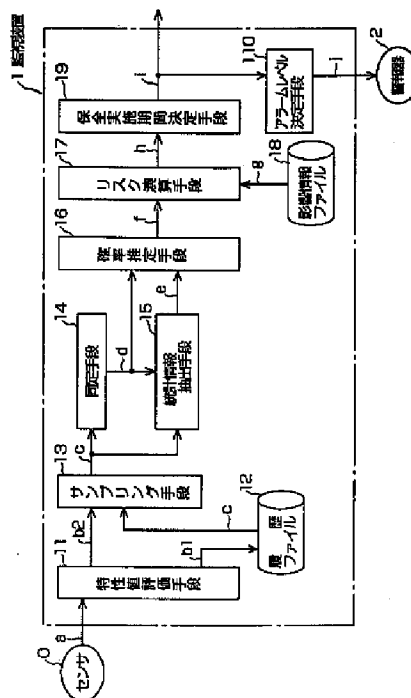 1 監視装置
センサ
0
a
11
特性値評価手段
b2
b1
履歴
ファイル
12
c
13
サンプリング手段
c
14
同定手段
d
15
統計情報
抽出手段
e
16
確率推定手段
f
17
リスク演算手段
g
18
影響情報
ファイル
h
19
保全実施期間決定手段
i
110
アラームレベル
決定手段
j
警報器
2